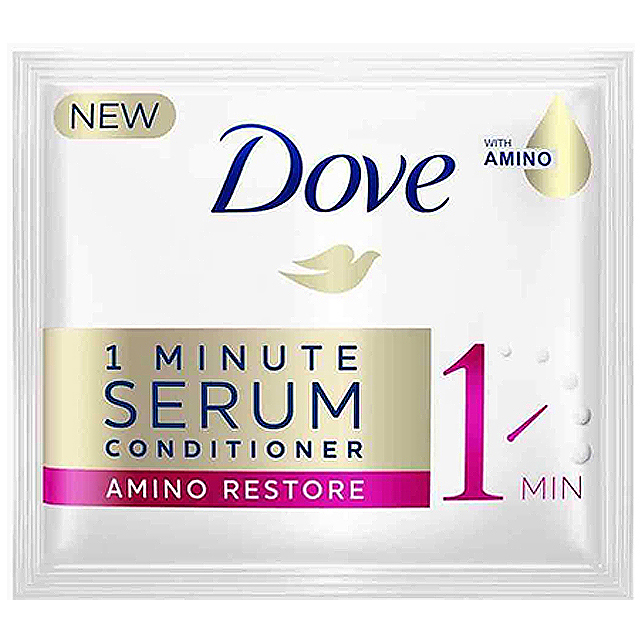 NEW
Dove
WITH
AMINO
1 MINUTE
SERUM
CONDITIONER
AMINO RESTORE
1
MIN